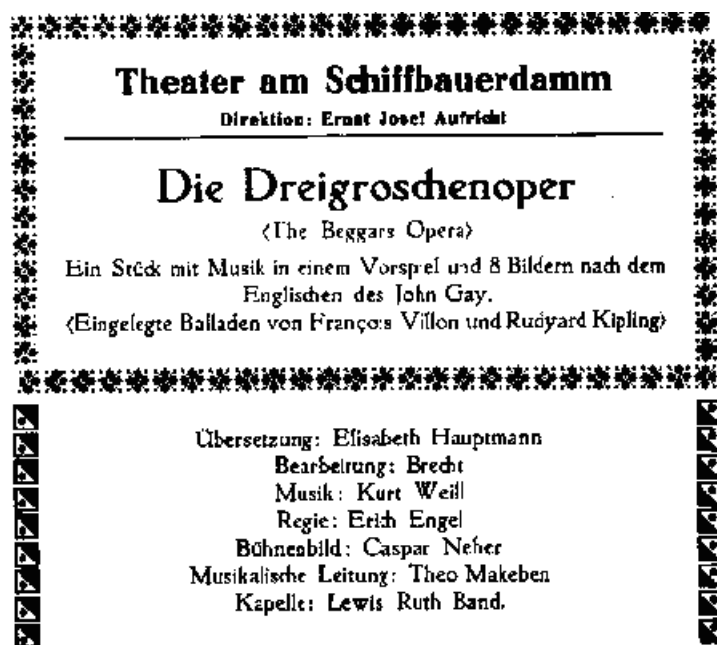 Theater am Schiffbauerdamm
Direktion: Ernst Josef Aufricht
Die Dreigroschenoper
(The Beggars Opera)
Ein Stück mit Musik in einem Vorspiel und 8 Bildern nach dem
Englischen des John Gay.
(Eingelegte Balladen von François Villon und Rudyard Kipling)
Übersetzung: Elisabeth Hauptmann
Bearbeitung: Brecht
Musik: Kurt Weill
Regie: Erich Engel
Bühnenbild: Caspar Neher
Musikalische Leitung: Theo Makeben
Kapelle: Lewis Ruth Band.